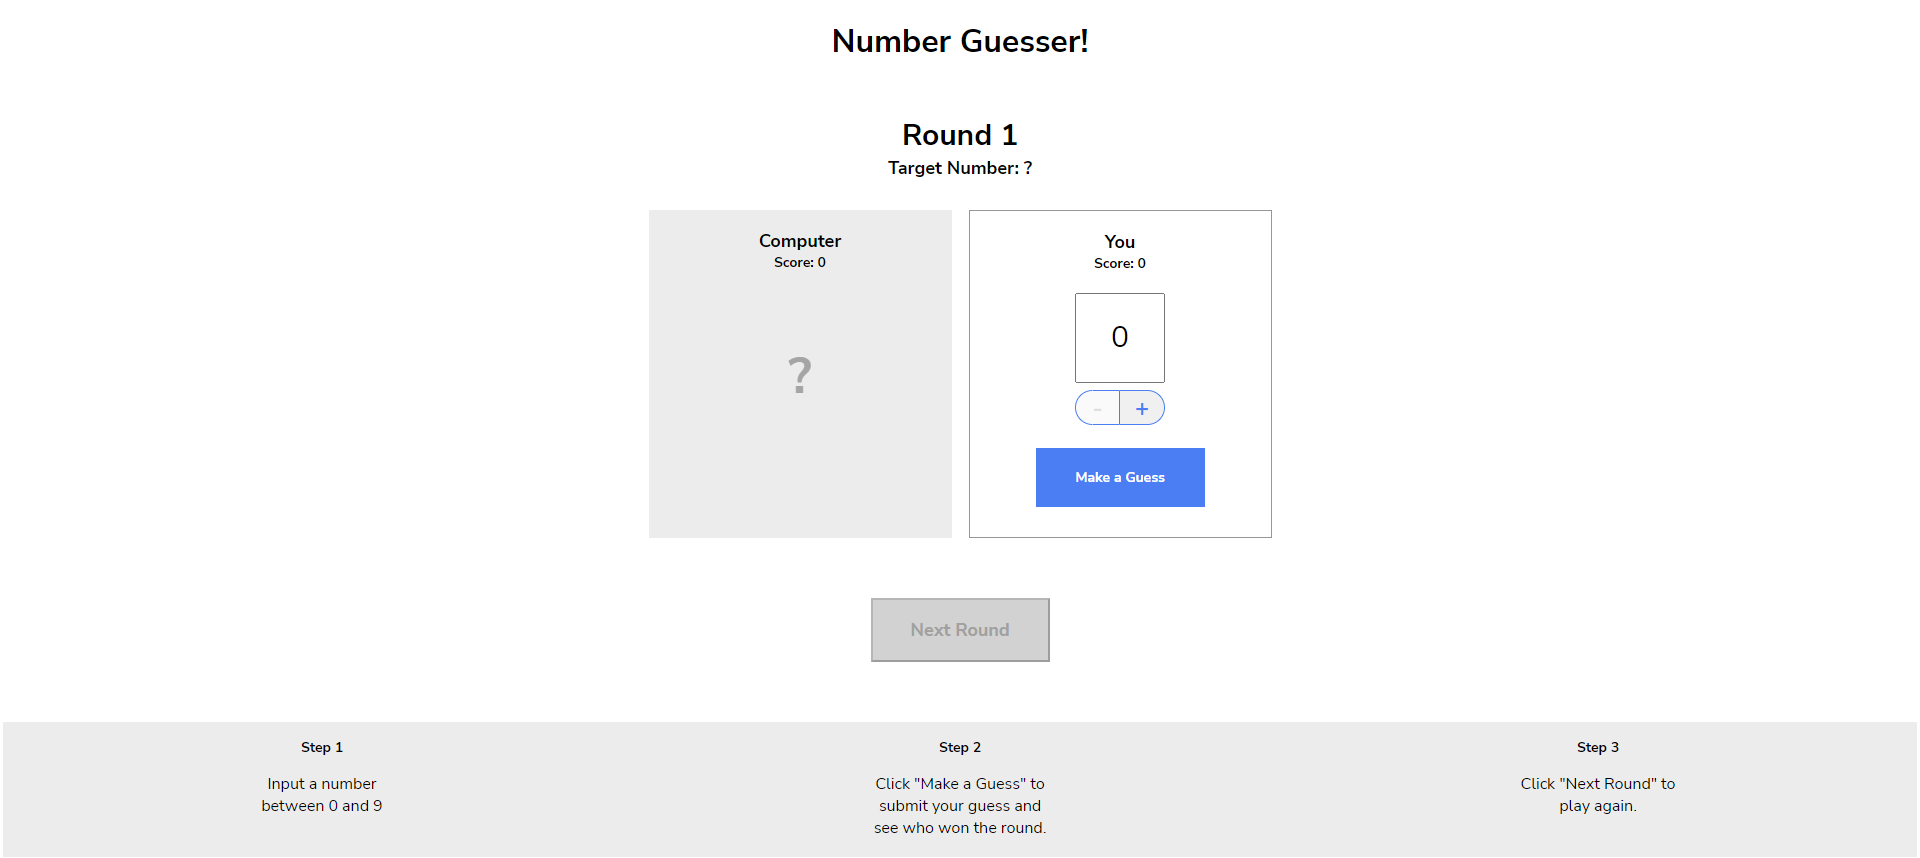 Number Guesser!
Round 1
Target Number: ?
Computer
Score: 0
?
You
Score: 0
0
- +
Make a Guess
Next Round
Step 1
Input a number
between 0 and 9
Step 2
Click "Make a Guess" to
submit your guess and
see who won the round.
Step 3
Click "Next Round" to
play again.